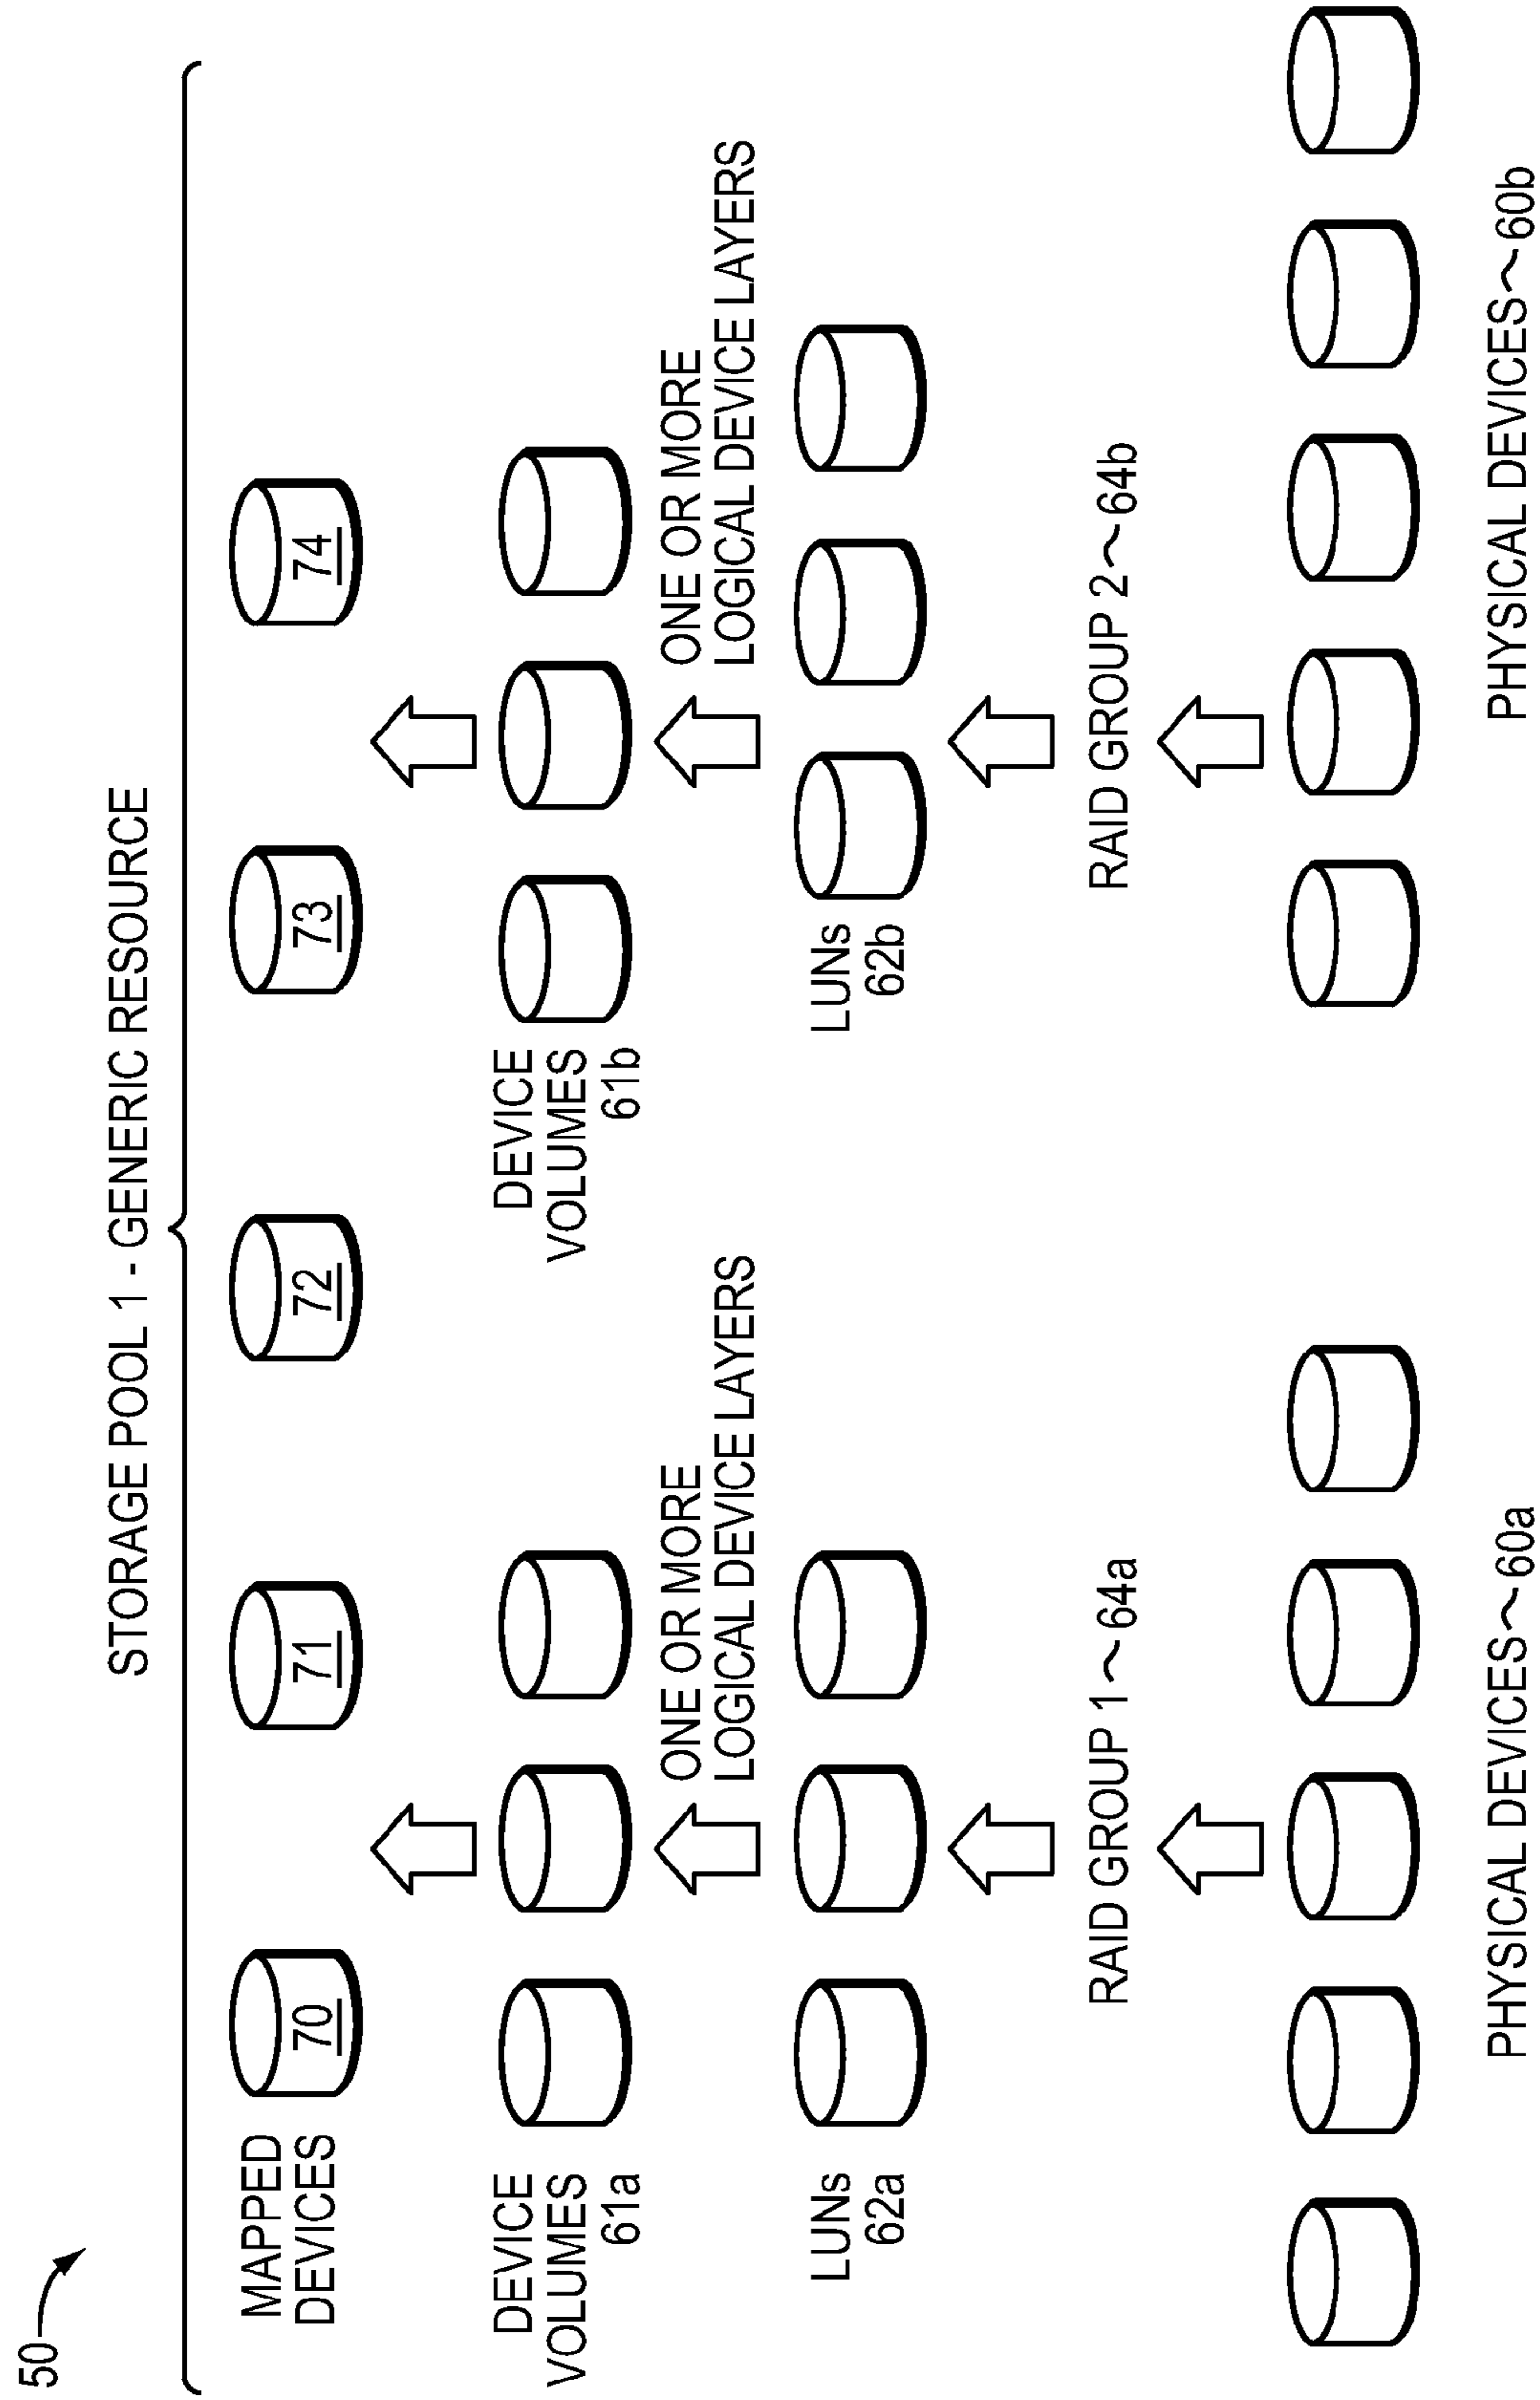 50
STORAGE POOL 1 - GENERIC RESOURCE
MAPPED
DEVICES
70
71
72
73
74
DEVICE
VOLUMES
61a
DEVICE
VOLUMES
61b
ONE OR MORE
LOGICAL DEVICE LAYERS
ONE OR MORE
LOGICAL DEVICE LAYERS
LUNs
62a
LUNs
62b
RAID GROUP 1~64a
RAID GROUP 2~64b
PHYSICAL DEVICES~60a
PHYSICAL DEVICES~60b